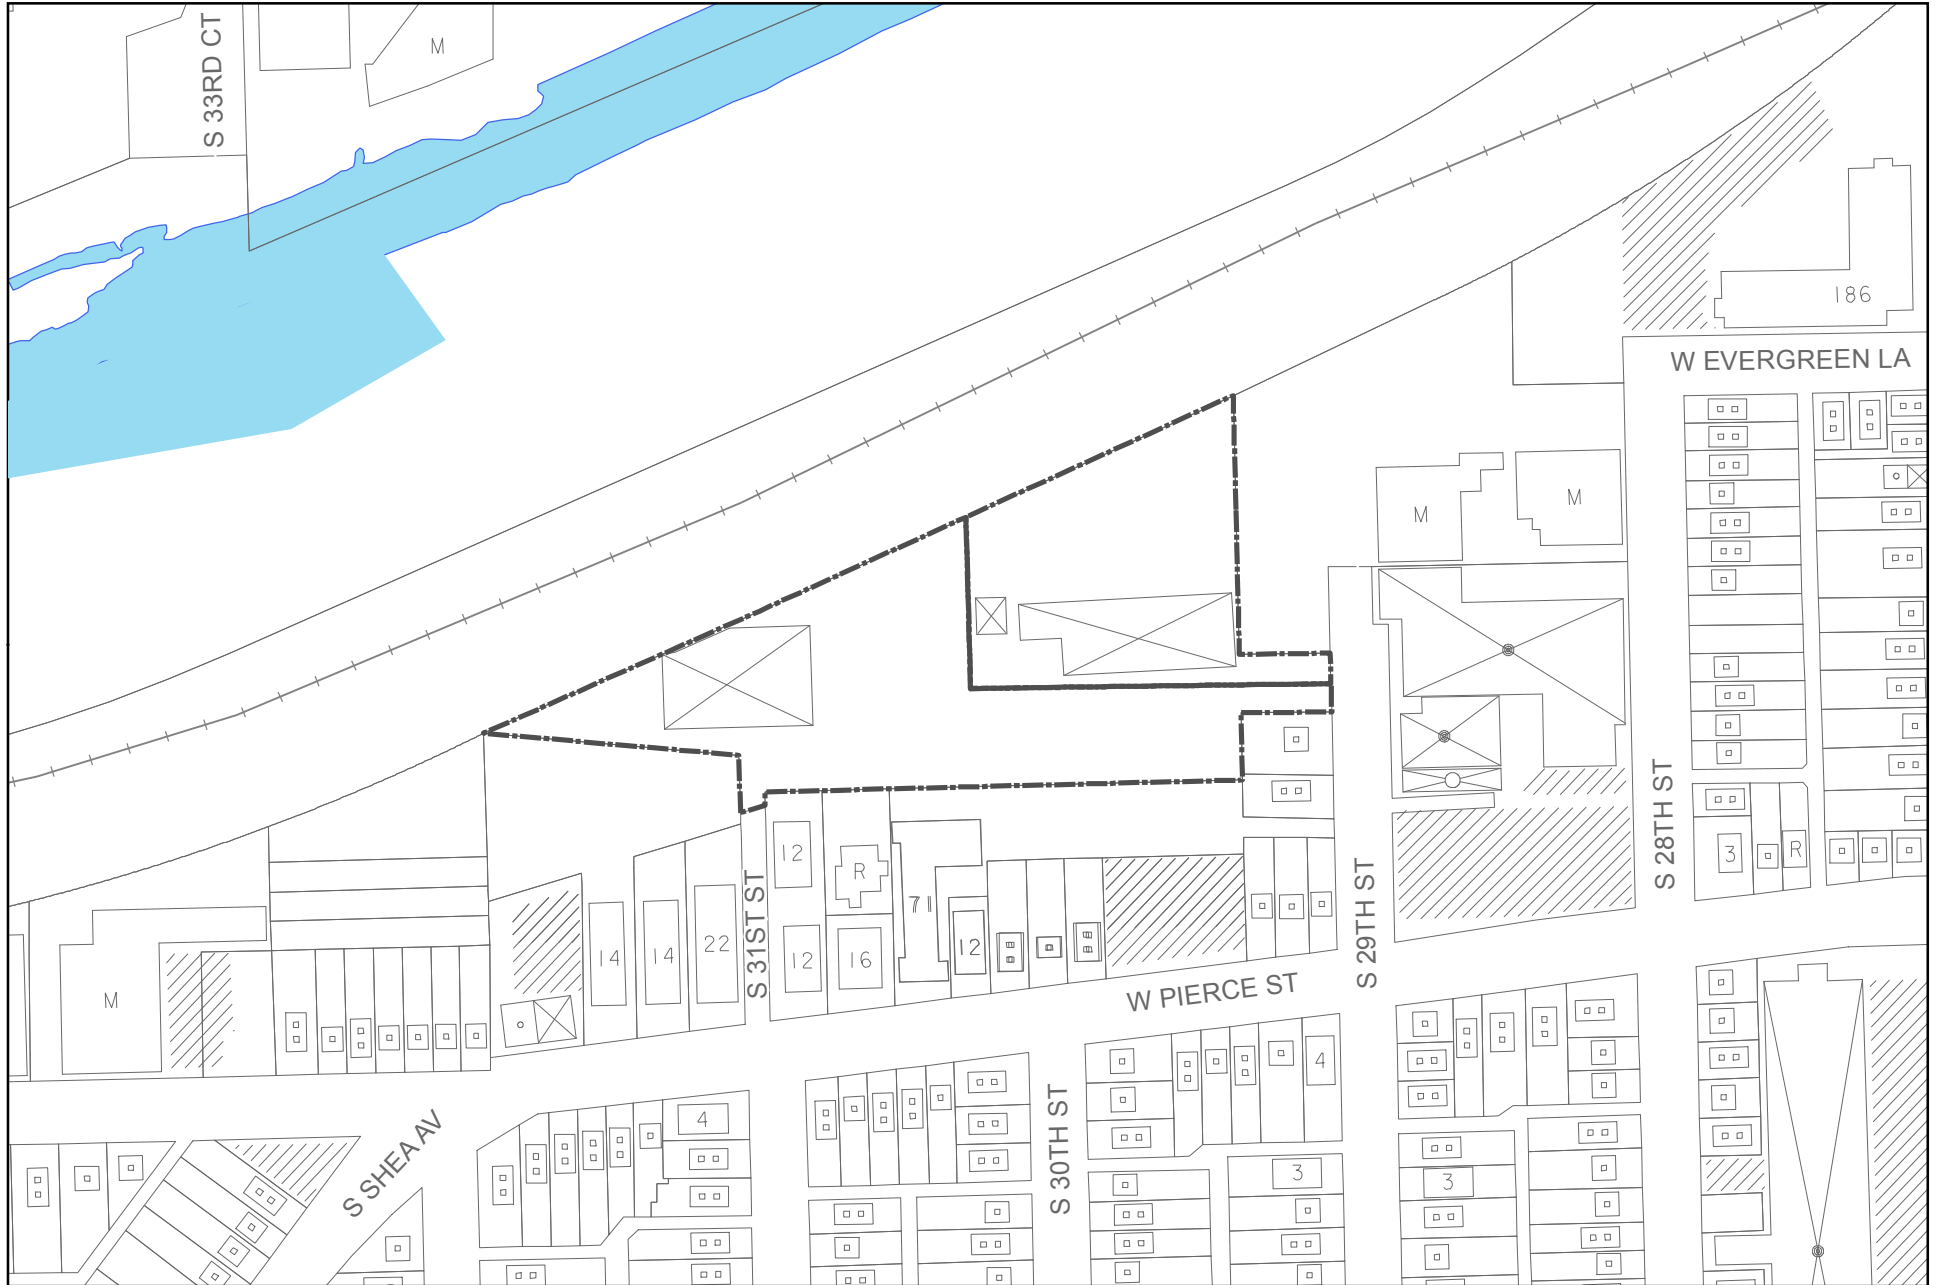 S 33RD CT
M
186
W EVERGREEN LA
M
M
S 28TH ST
3
R
12
R
71
S 31ST ST
S 29TH ST
14
14
22
12
16
12
M
W PIERCE ST
4
4
S SHEA AV
S 30TH ST
3
3